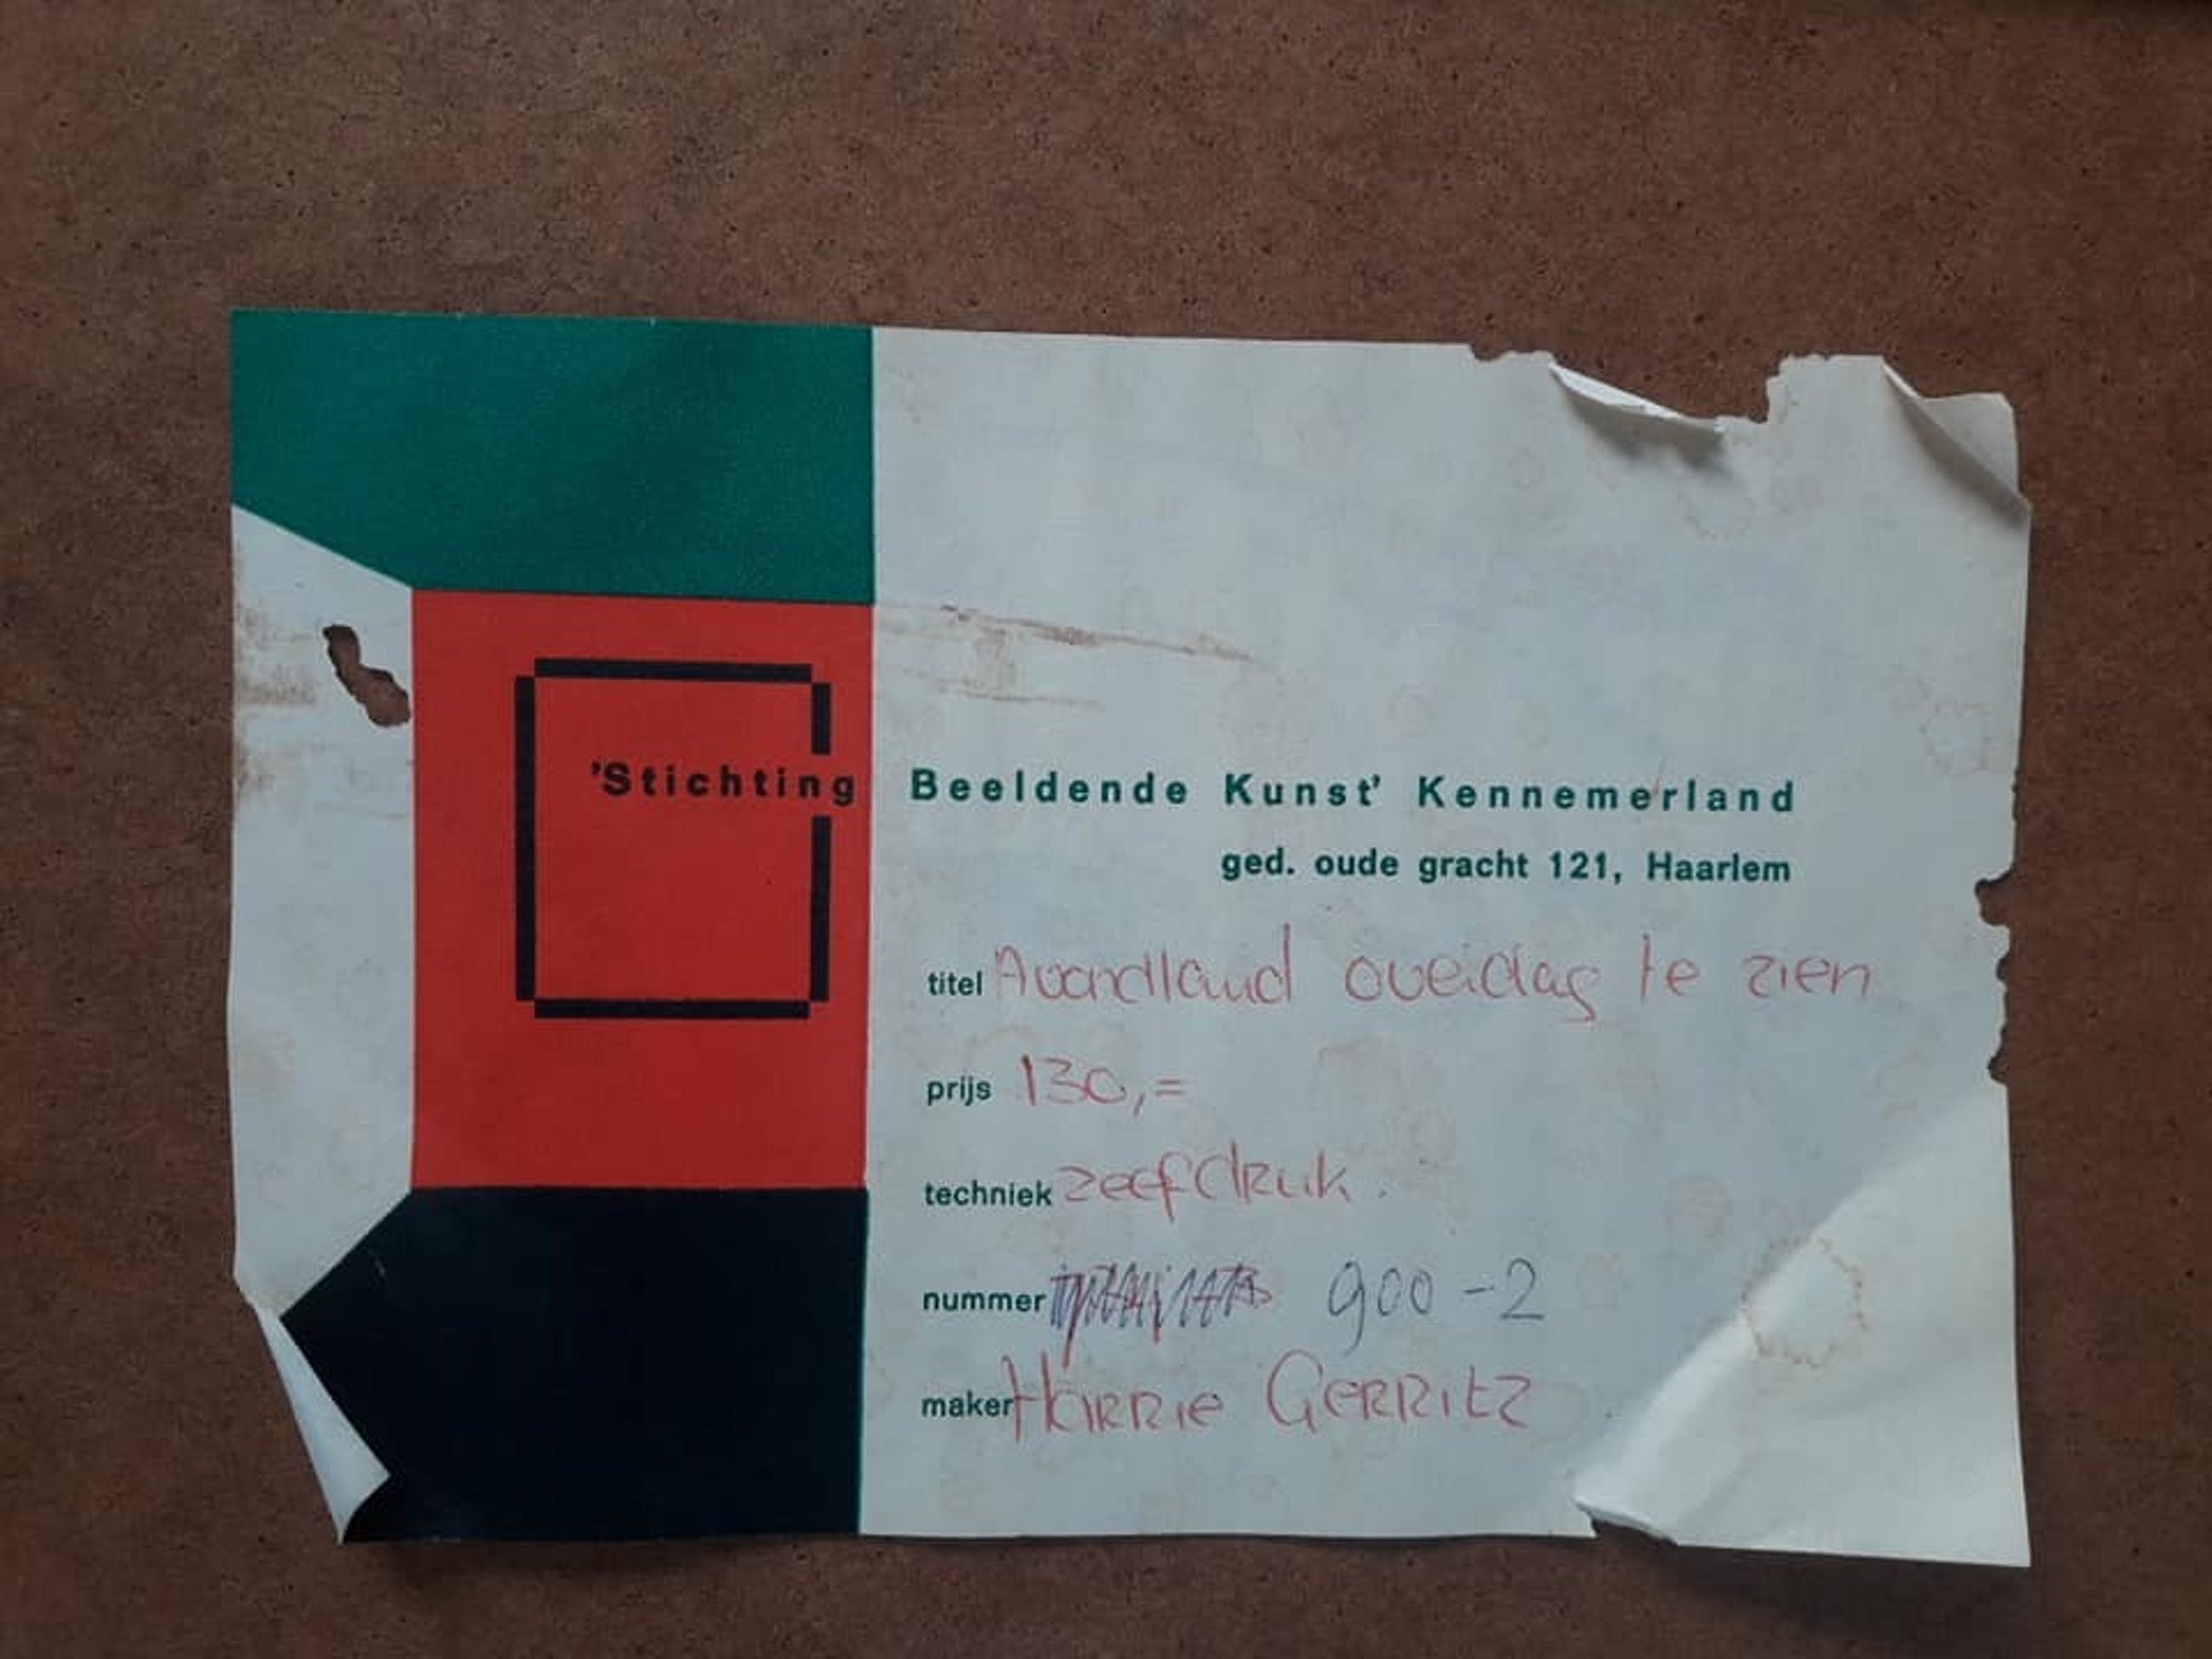 'Stichting Beeldende Kunst' Kennemerland
ged. oude gracht 121, Haarlem
titel Avondland overdag te zien
prijs 130,=
techniek zeefdruk.
nummer 900-2
maker Harrie Gerritz